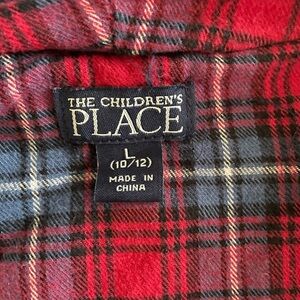 THE CHILDREN'S
PLACE
L
(10/12)
MADE IN
CHINA